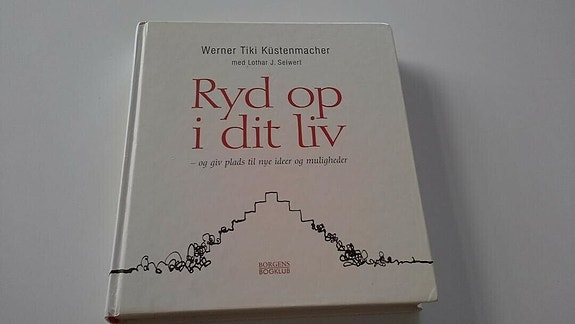 Werner Tiki Küstenmacher
med Lothar J. Seiwert
Ryd op
i dit liv
– og giv plads til nye ideer og muligheder
BORGENS
BOGKLUB